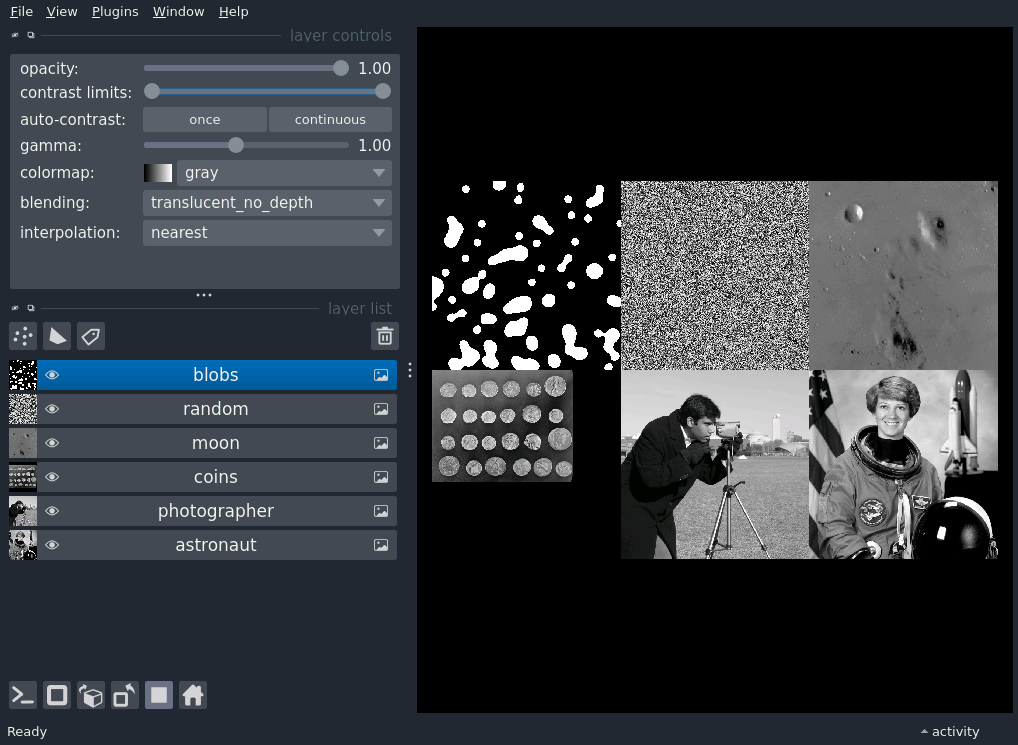 File View Plugins Window Help
layer controls
opacity: 1.00
contrast limits:
auto-contrast: once continuous
gamma: 1.00
colormap: gray
blending: translucent_no_depth
interpolation: nearest
layer list
blobs
random
moon
coins
photographer
astronaut
Ready
activity